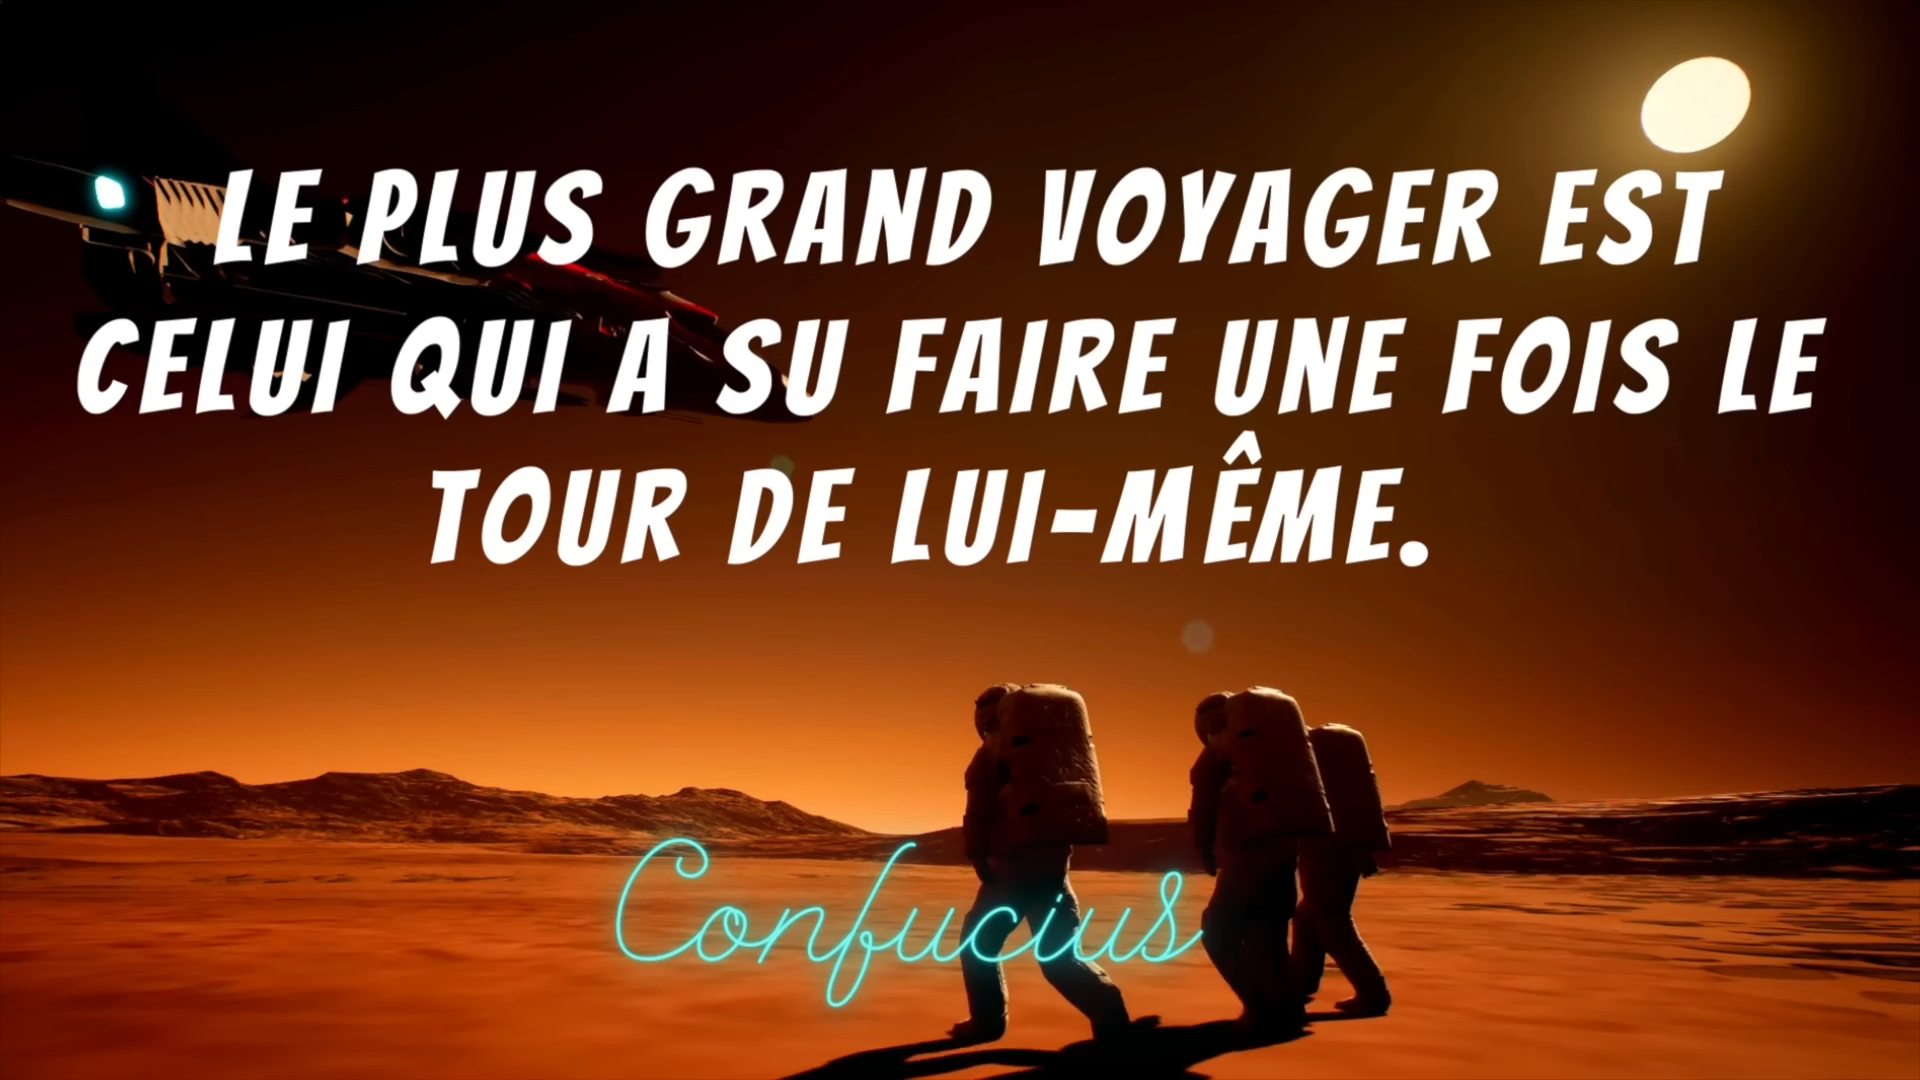 LE PLUS GRAND VOYAGER EST
CELUI QUI A SU FAIRE UNE FOIS LE
TOUR DE LUI-MÊME.
Confucius